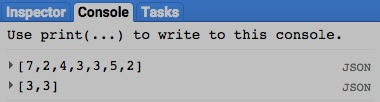 Inspector Console Tasks
Use print(...) to write to this console.
[7,2,4,3,3,5,2] JSON
[3,3] JSON